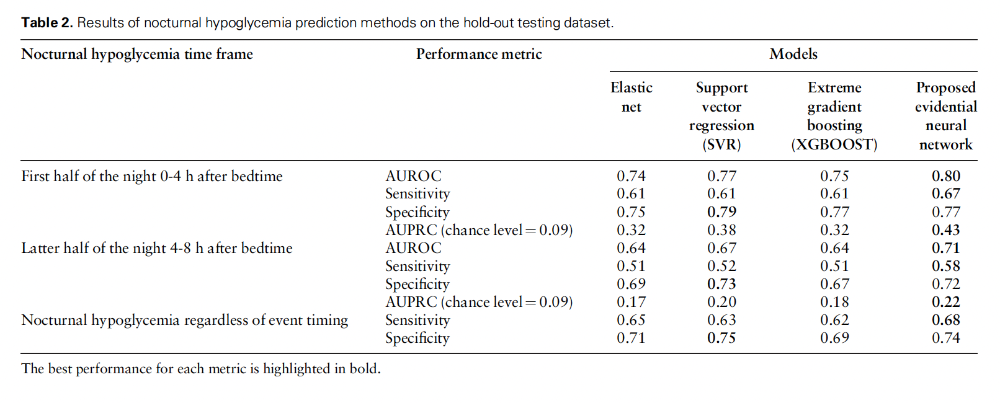 Table 2. Results of nocturnal hypoglycemia prediction methods on the hold-out testing dataset.
Nocturnal hypoglycemia time frame Performance metric Models
Elastic net Support vector regression (SVR) Extreme gradient boosting (XGBOOST) Proposed evidential neural network
First half of the night 0-4 h after bedtime AUROC 0.74 0.77 0.75 0.80
Sensitivity 0.61 0.61 0.61 0.67
Specificity 0.75 0.79 0.77 0.77
AUPRC (chance level = 0.09) 0.32 0.38 0.32 0.43
Latter half of the night 4-8 h after bedtime AUROC 0.64 0.67 0.64 0.71
Sensitivity 0.51 0.52 0.51 0.58
Specificity 0.69 0.73 0.67 0.72
AUPRC (chance level = 0.09) 0.17 0.20 0.18 0.22
Nocturnal hypoglycemia regardless of event timing Sensitivity 0.65 0.63 0.62 0.68
Specificity 0.71 0.75 0.69 0.74
The best performance for each metric is highlighted in bold.